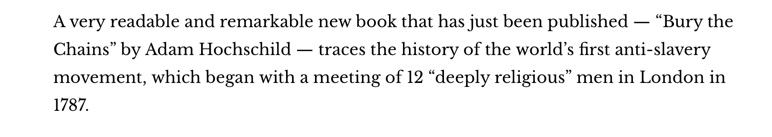 A very readable and remarkable new book that has just been published — “Bury the
Chains” by Adam Hochschild — traces the history of the world’s first anti-slavery
movement, which began with a meeting of 12 “deeply religious” men in London in
1787.